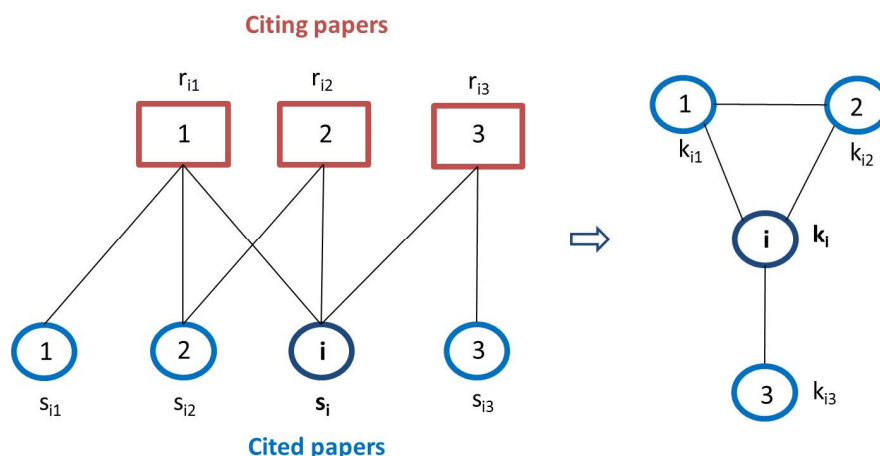 Citing papers
r_i1 r_i2 r_i3
1 2 3
1 2
k_i1 k_i2
i k_i
1 2 i 3
s_i1 s_i2 s_i s_i3
3 k_i3
Cited papers